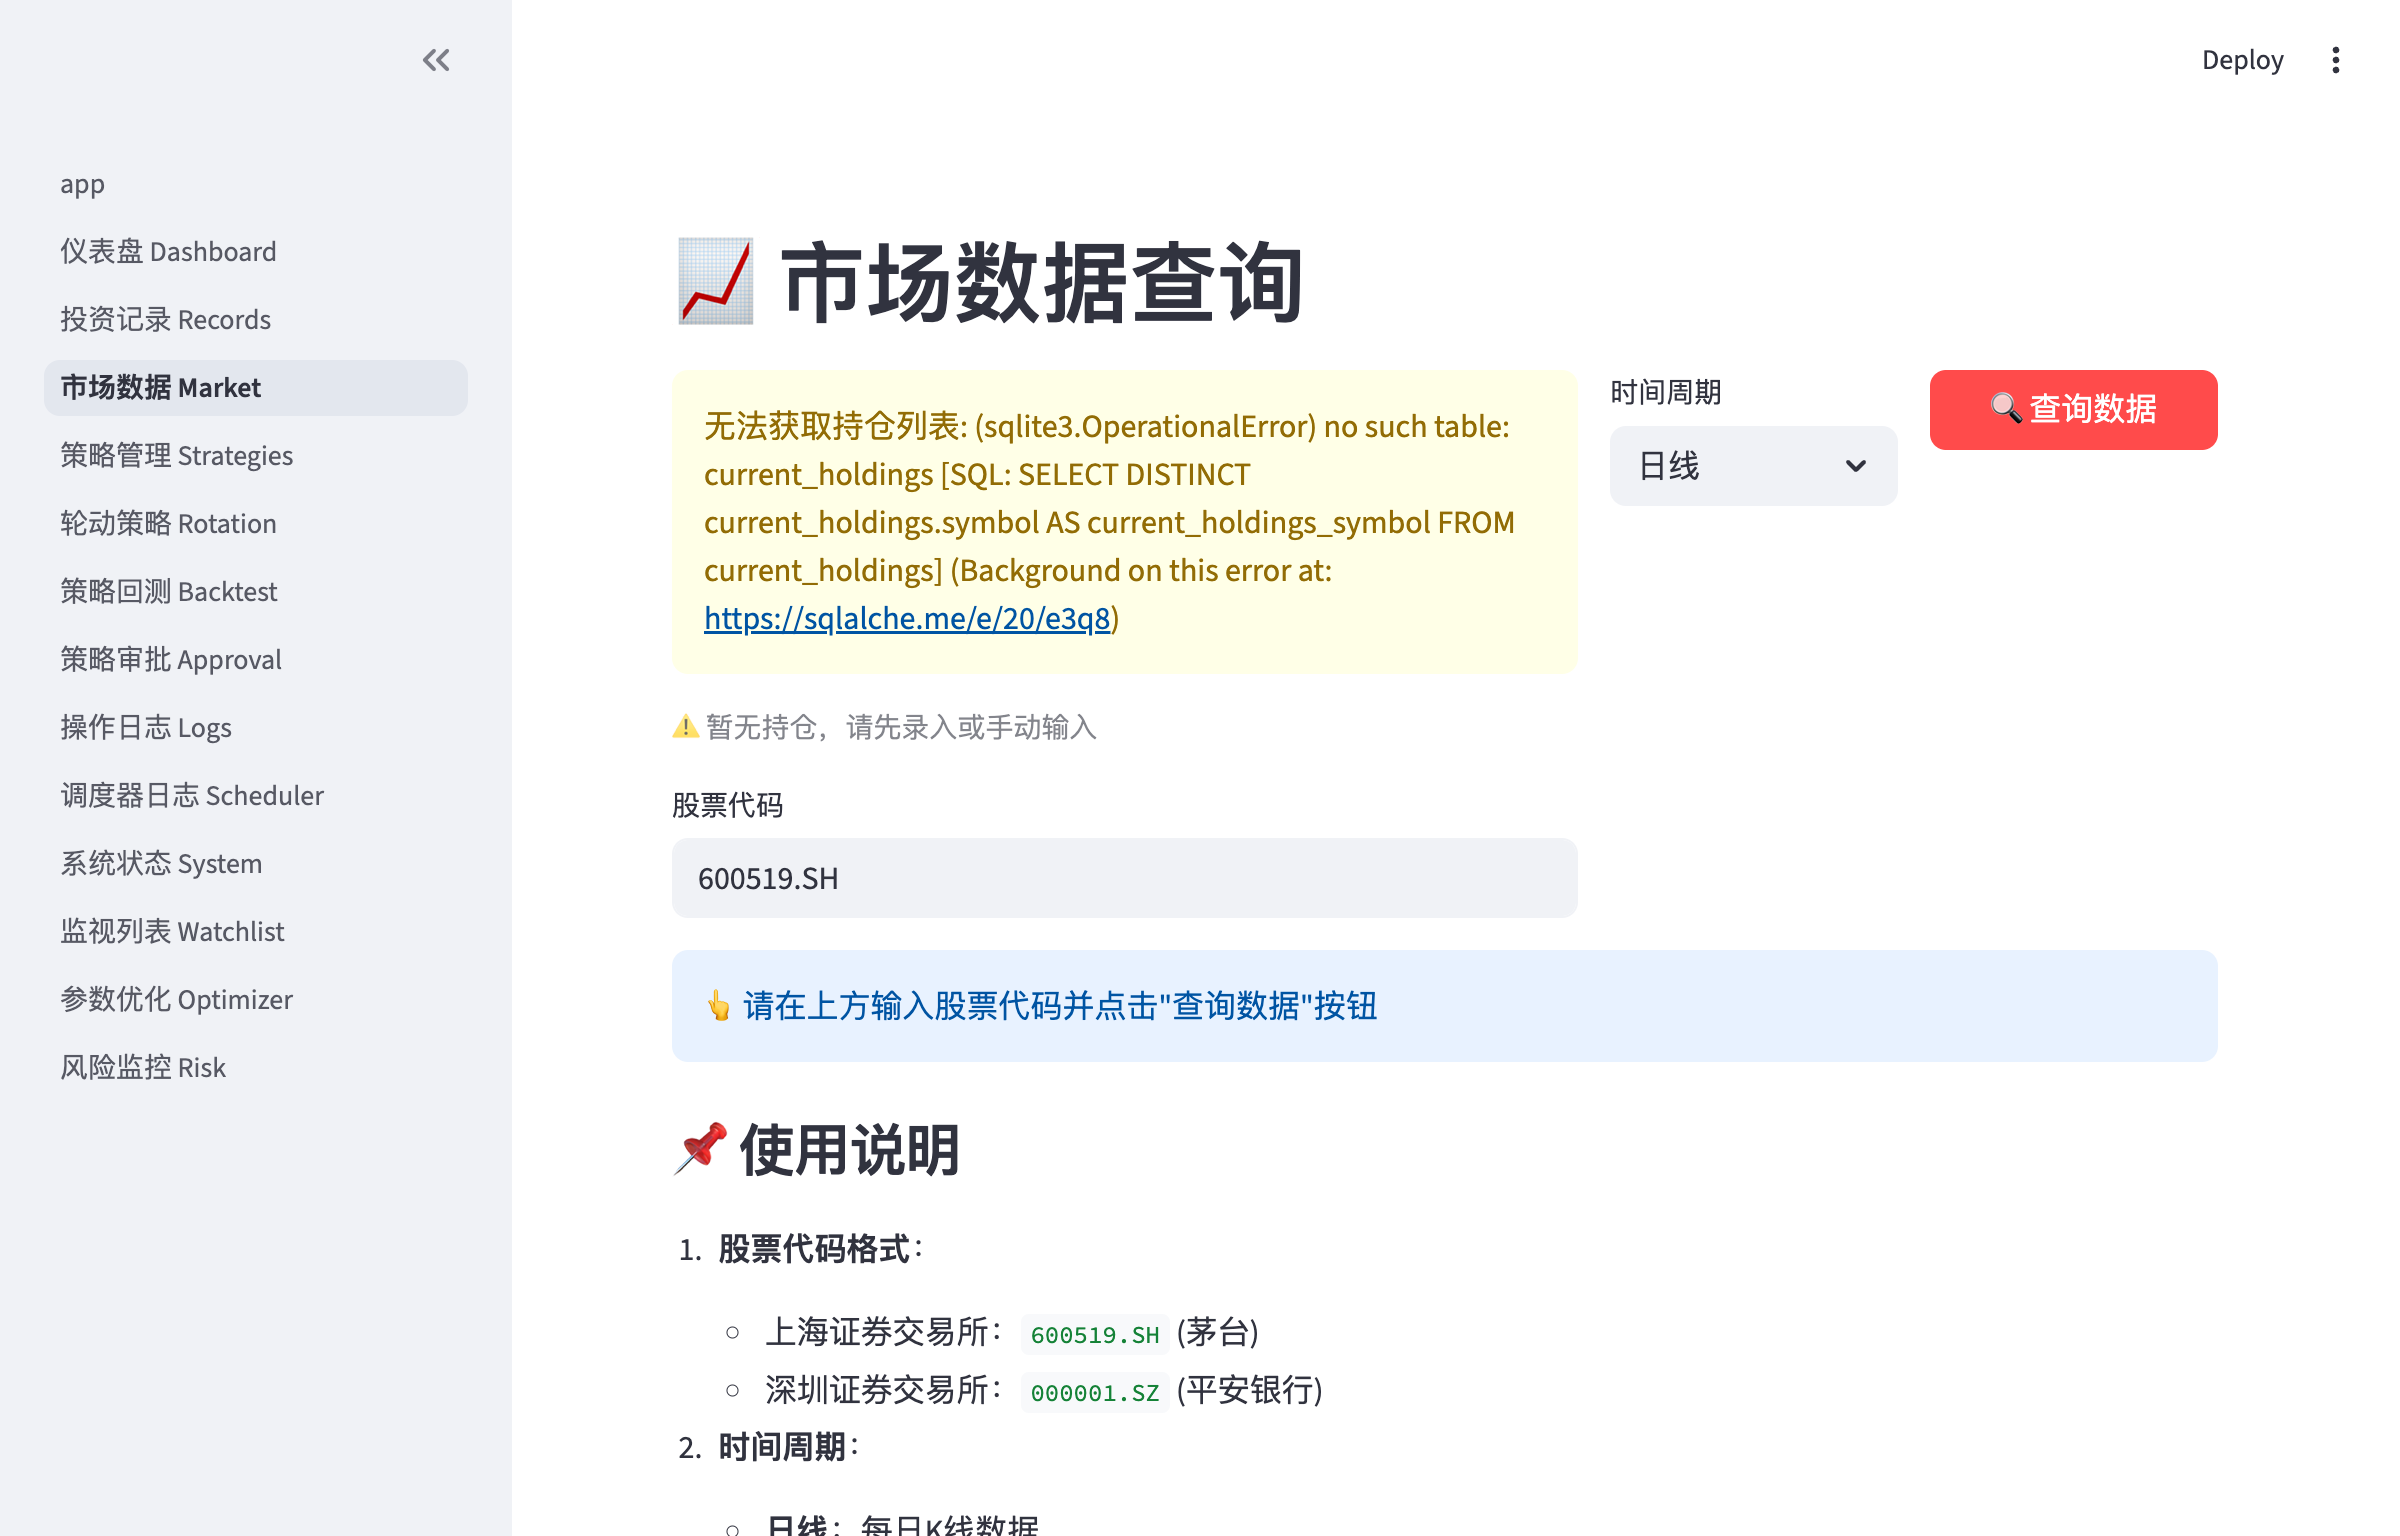 Deploy
app
仪表盘 Dashboard
投资记录 Records
市场数据 Market
策略管理 Strategies
轮动策略 Rotation
策略回测 Backtest
策略审批 Approval
操作日志 Logs
调度器日志 Scheduler
系统状态 System
监视列表 Watchlist
参数优化 Optimizer
风险监控 Risk
市场数据查询
无法获取持仓列表: (sqlite3.OperationalError) no such table:
current_holdings [SQL: SELECT DISTINCT
current_holdings.symbol AS current_holdings_symbol FROM
current_holdings] (Background on this error at:
https://sqlalche.me/e/20/e3q8)
时间周期
日线
🔍 查询数据
⚠️ 暂无持仓，请先录入或手动输入
股票代码
600519.SH
👆 请在上方输入股票代码并点击"查询数据"按钮
📌 使用说明
1. 股票代码格式：
○ 上海证券交易所： 600519.SH (茅台)
○ 深圳证券交易所： 000001.SZ (平安银行)
2. 时间周期：
○ 日线：每日K线数据